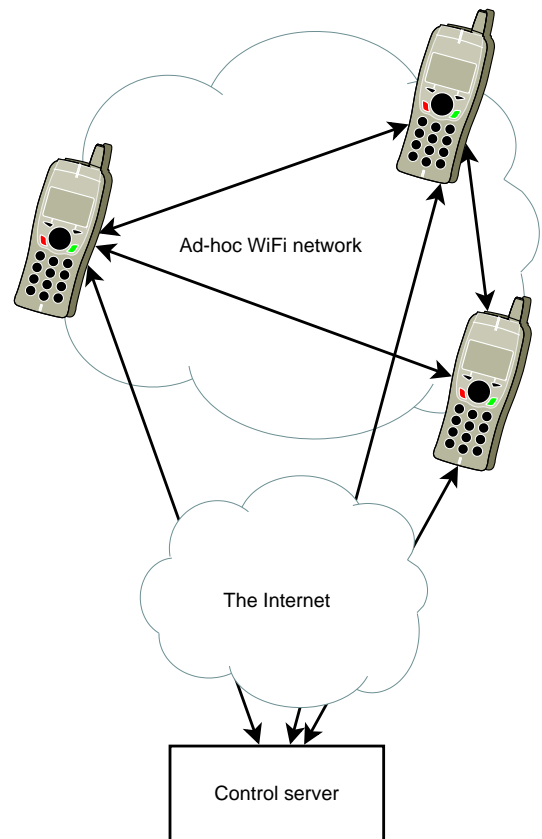 Ad-hoc WiFi network
The Internet
Control server